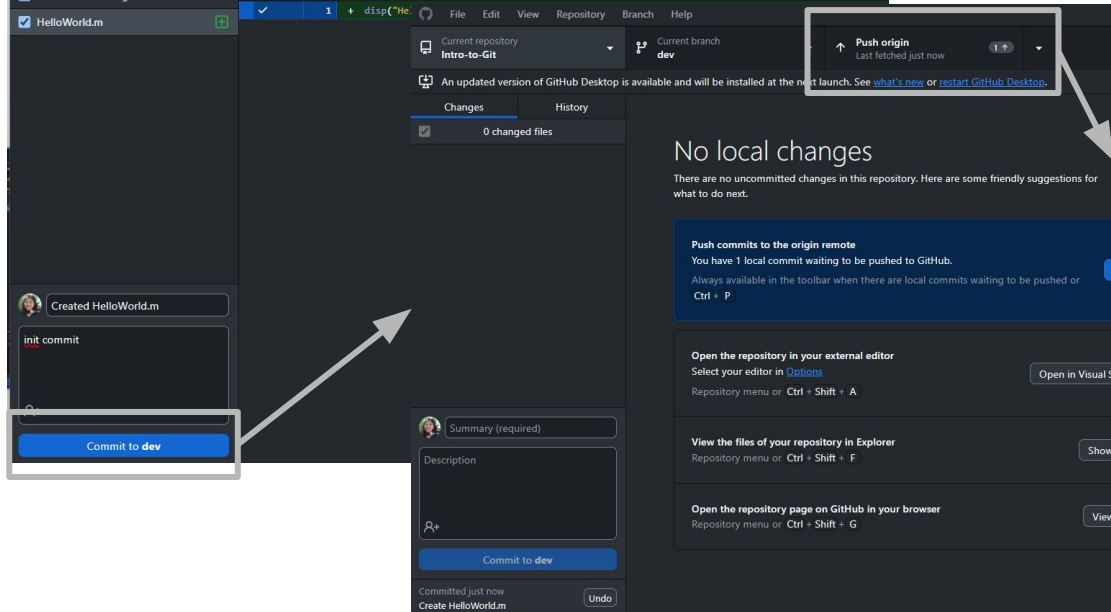 HelloWorld.m
Created HelloWorld.m
init commit
Commit to dev
1 + disp("He
File Edit View Repository Branch Help
Current repository
Intro-to-Git
Current branch
dev
Push origin
Last fetched just now
1
An updated version of GitHub Desktop is available and will be installed at the next launch. See what's new or restart GitHub Desktop.
Changes History
0 changed files
No local changes
There are no uncommitted changes in this repository. Here are some friendly suggestions for
what to do next.
Push commits to the origin remote
You have 1 local commit waiting to be pushed to GitHub.
Always available in the toolbar when there are local commits waiting to be pushed or
Ctrl + P
Open the repository in your external editor
Select your editor in Options
Repository menu or Ctrl + Shift + A
Open in Visual S
View the files of your repository in Explorer
Repository menu or Ctrl + Shift + F
Show
Open the repository page on GitHub in your browser
Repository menu or Ctrl + Shift + G
View
Summary (required)
Description
Commit to dev
Committed just now
Create HelloWorld.m
Undo